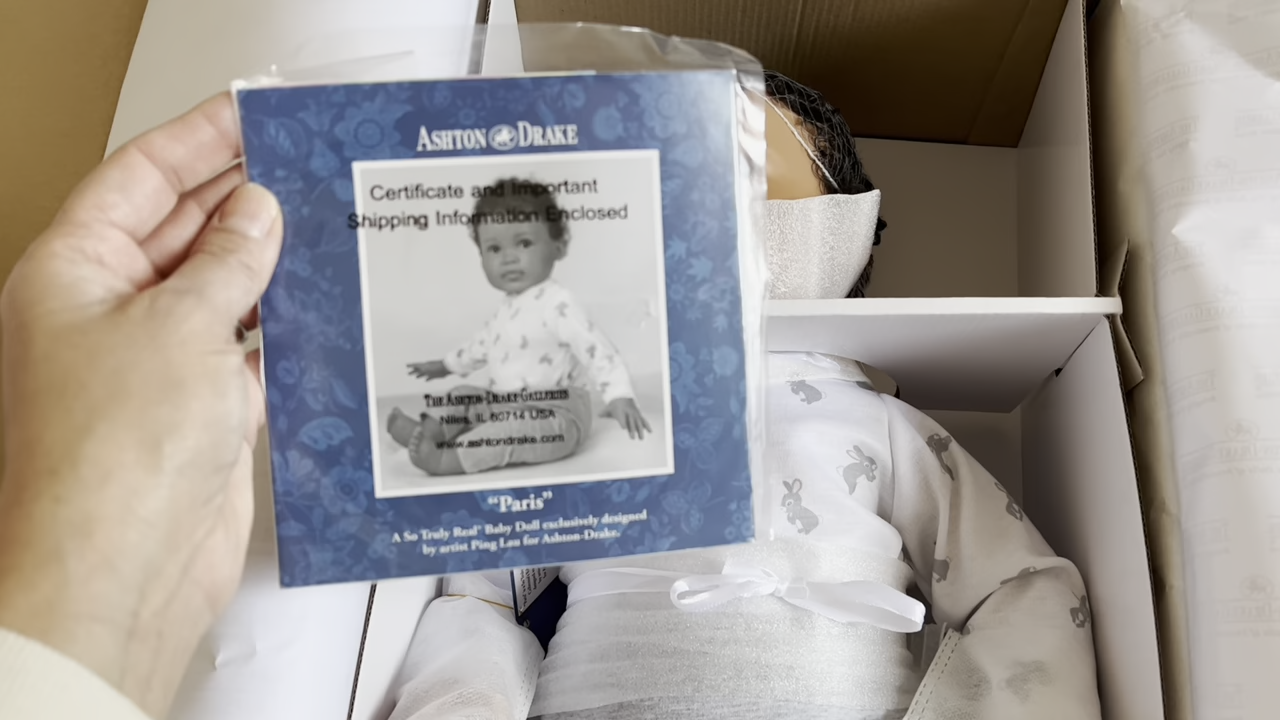 ASHTON DRAKE
Certificate and Important
Shipping Information Enclosed
THE ASHTON-DRAKE GALLERIES
Niles, IL 60714 USA
www.ashtondrake.com
“Paris”
A So Truly Real® Baby Doll exclusively designed
by artist Ping Lau for Ashton-Drake.